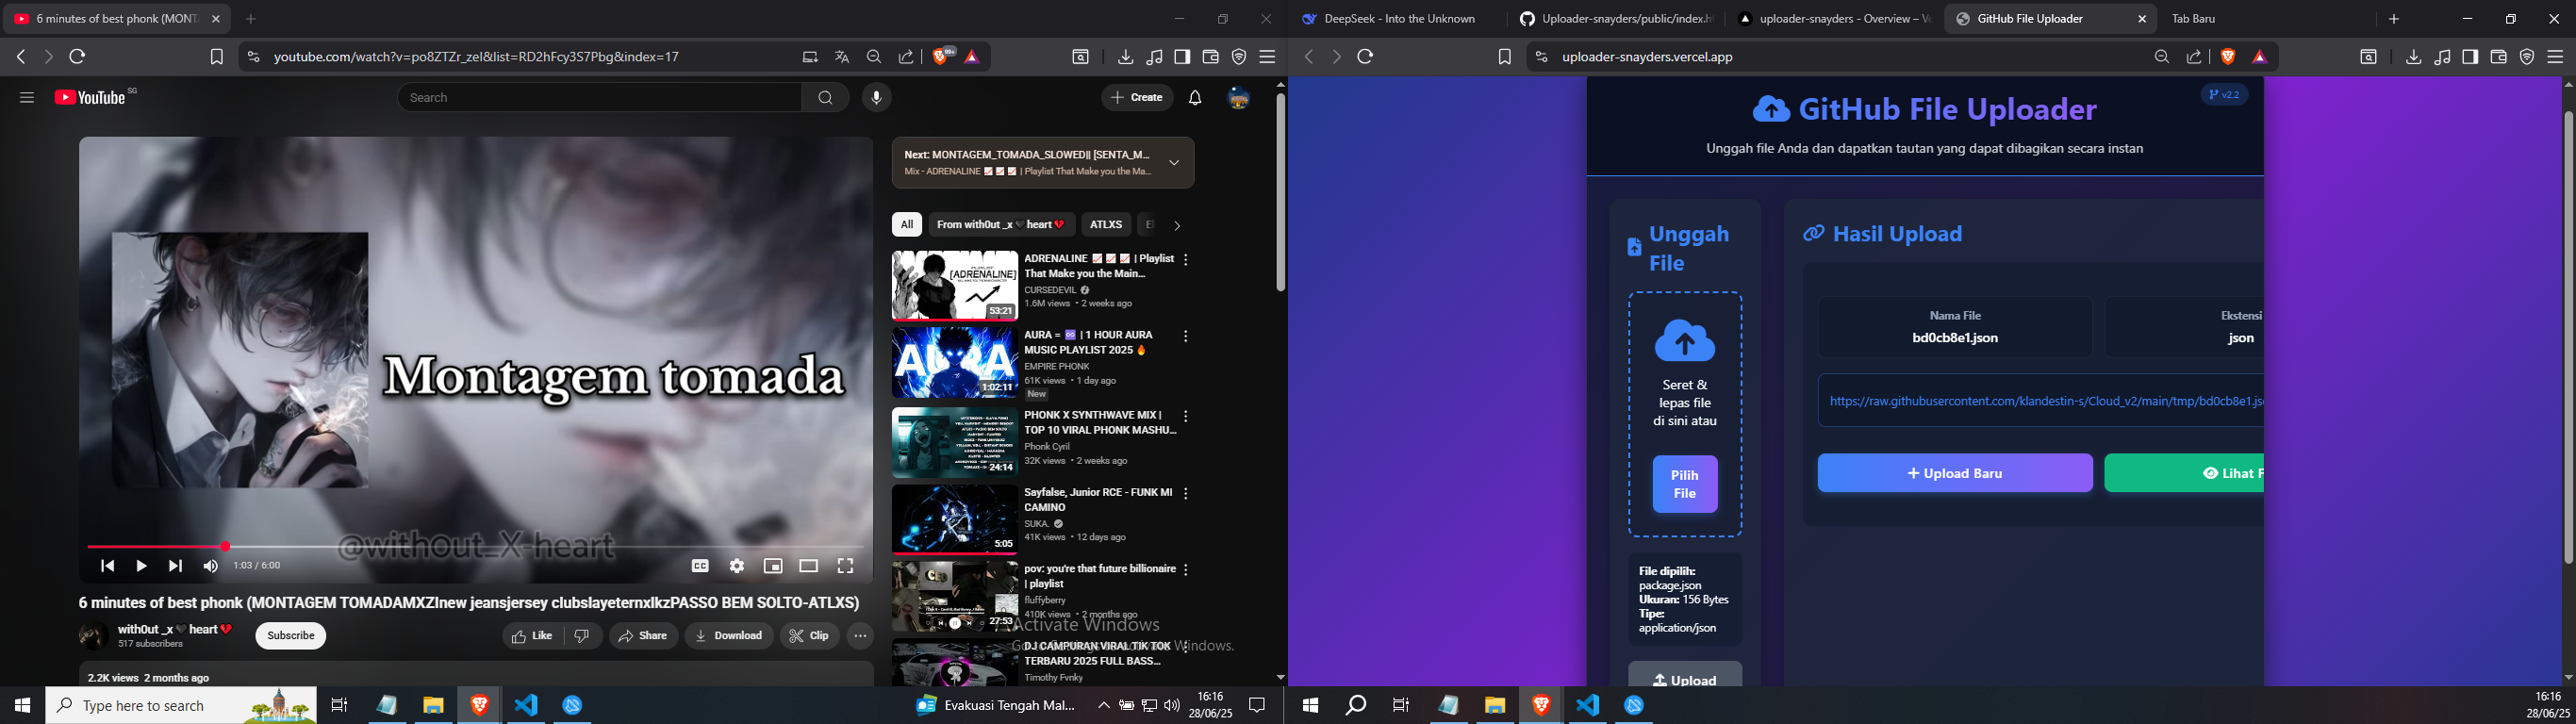 6 minutes of best phonk (MONTA
youtube.com/watch?v=po8ZTZr_zel&list=RD2hFcy3S7Pbg&index=17
99+
YouTube SG
Search
Create
Montagem tomada
@without_X-heart
1:03 / 6:00
CC
6 minutes of best phonk (MONTAGEM TOMADAMXZInew jeansjersey clubslayeternxlkzPASSO BEM SOLTO-ATLXS)
with0ut _x🖤heart💔
517 subscribers
Subscribe
Like
Share
Download
Clip
2.2K views 2 months ago
Next: MONTAGEM_TOMADA_SLOWED|| [SENTA_M...
Mix - ADRENALINE 📈 📈 📈 | Playlist That Make you the Ma...
All
From with0ut _x🖤heart💔
ATLXS
[ADRENALINE]
53:21
ADRENALINE 📈 📈 📈 | Playlist
That Make you the Main...
CURSEDEVIL
1.6M views • 2 weeks ago
AURA
1:02:11
AURA = ♾️ | 1 HOUR AURA
MUSIC PLAYLIST 2025 🔥
EMPIRE PHONK
61K views • 1 day ago
New
24:14
PHONK X SYNTHWAVE MIX |
TOP 10 VIRAL PHONK MASHU...
Phonk Cyril
32K views • 2 weeks ago
5:05
Sayfalse, Junior RCE - FUNK MI
CAMINO
SUKA.
41K views • 12 days ago
27:53
pov: you're that future billionaire
| playlist
fluffyberry
410K views • 2 months ago
Activate Windows
DJ CAMPURAN VIRAL TIK TOK
TERBARU 2025 FULL BASS...
Timothy Fvnky
Type here to search
Evakuasi Tengah Mal...
16:16
28/06/25
DeepSeek - Into the Unknown
Uploader-snayders/public/index.h
uploader-snayders - Overview – Ve
GitHub File Uploader
Tab Baru
uploader-snayders.vercel.app
GitHub File Uploader
v2.2
Unggah file Anda dan dapatkan tautan yang dapat dibagikan secara instan
Unggah
File
Seret &
lepas file
di sini atau
Pilih
File
File dipilih:
package.json
Ukuran: 156 Bytes
Tipe:
application/json
Upload
Hasil Upload
Nama File
bd0cb8e1.json
Ekstensi
json
https://raw.githubusercontent.com/klandestin-s/Cloud_v2/main/tmp/bd0cb8e1.js
Upload Baru
Lihat F
16:16
28/06/25